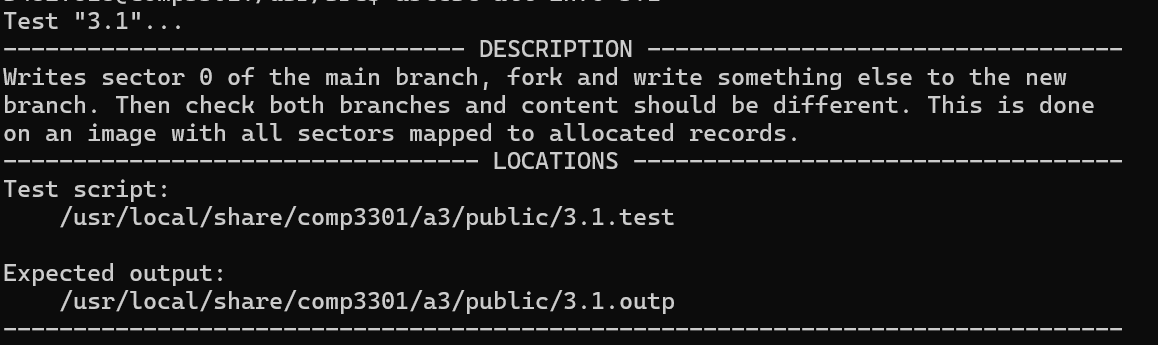 Test "3.1"...
---------------------------------- DESCRIPTION -----------------------------------
Writes sector 0 of the main branch, fork and write something else to the new
branch. Then check both branches and content should be different. This is done
on an image with all sectors mapped to allocated records.
----------------------------------- LOCATIONS ------------------------------------
Test script:
    /usr/local/share/comp3301/a3/public/3.1.test
Expected output:
    /usr/local/share/comp3301/a3/public/3.1.outp
--------------------------------------------------------------------------------